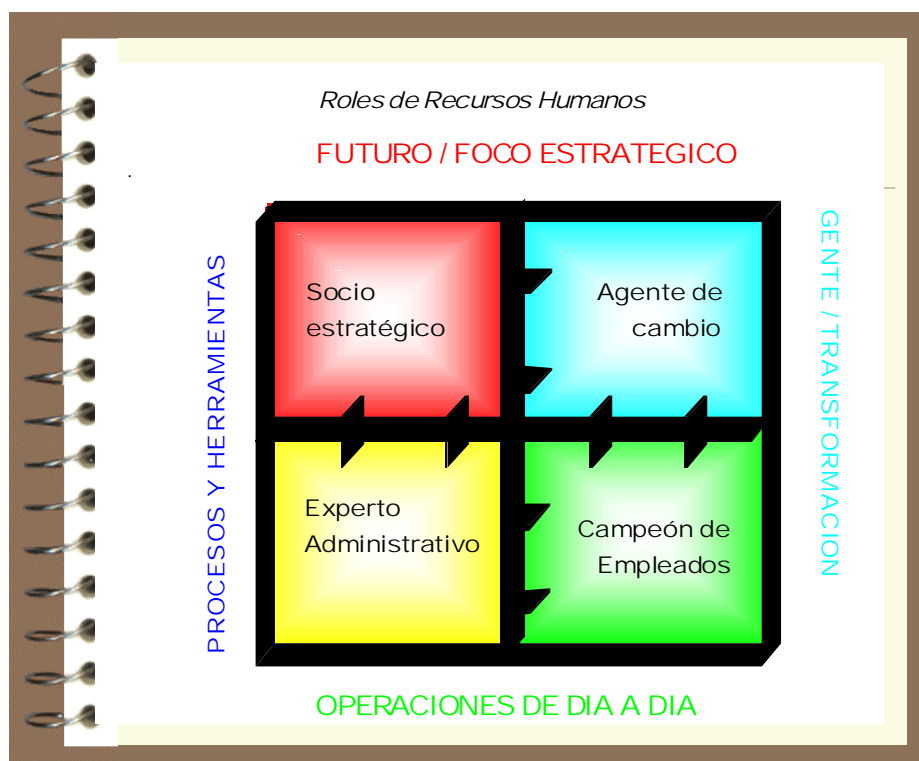 Roles de Recursos Humanos
FUTURO / FOCO ESTRATEGICO
PROCESOS Y HERRAMIENTAS
Socio
estratégico
Agente de
cambio
GENTE / TRANSFORMACION
Experto
Administrativo
Campeón de
Empleados
OPERACIONES DE DIA A DIA